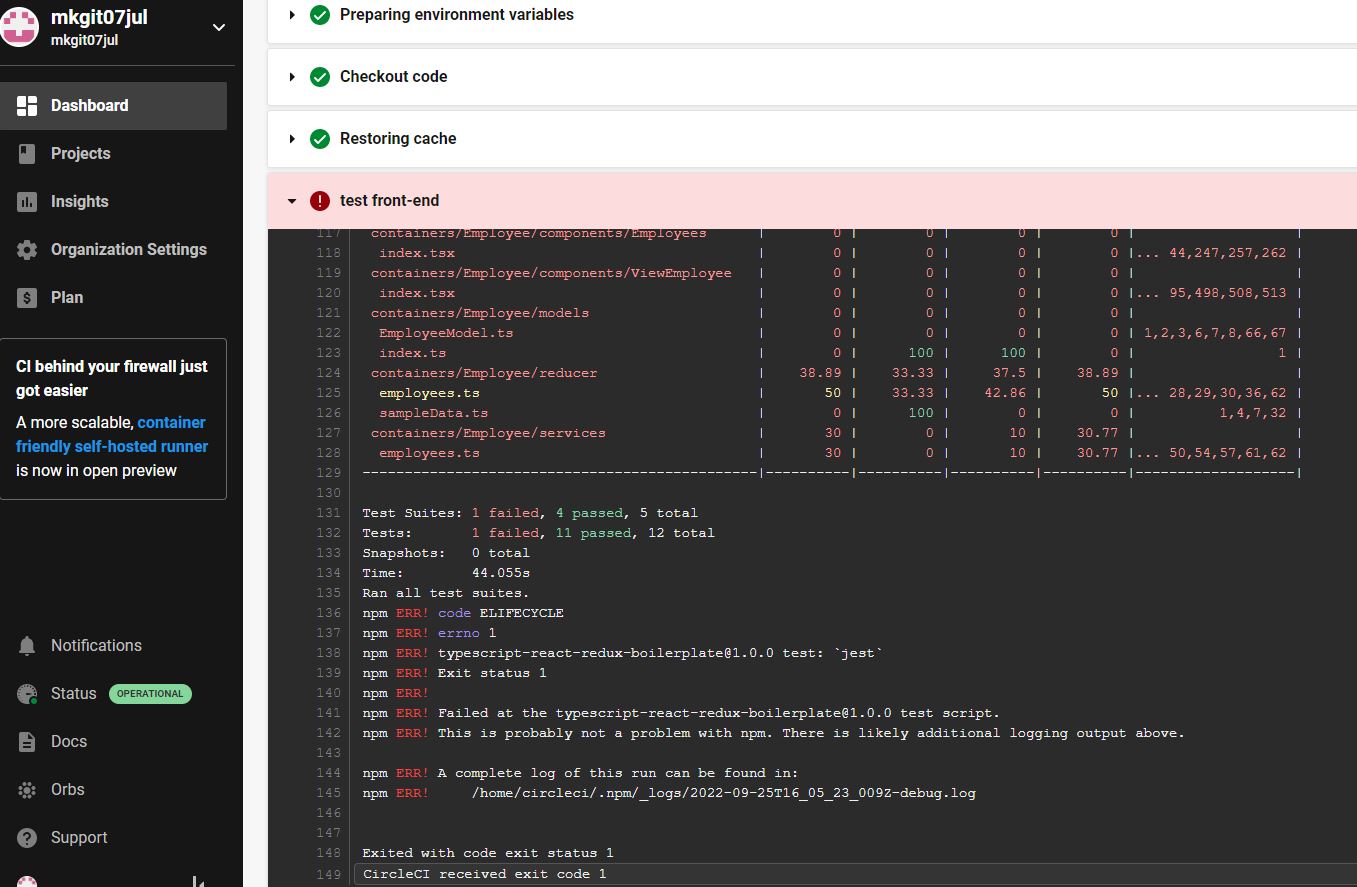 mkgit07jul
mkgit07jul
Dashboard
Projects
Insights
Organization Settings
Plan
CI behind your firewall just
got easier
A more scalable, container
friendly self-hosted runner
is now in open preview
Notifications
Status OPERATIONAL
Docs
Orbs
Support
Preparing environment variables
Checkout code
Restoring cache
test front-end
117 containers/Employee/components/Employees | 0 | 0 | 0 | 0 | |
118 index.tsx | 0 | 0 | 0 | 0 |... 44,247,257,262 |
119 containers/Employee/components/ViewEmployee | 0 | 0 | 0 | 0 | |
120 index.tsx | 0 | 0 | 0 | 0 |... 95,498,508,513 |
121 containers/Employee/models | 0 | 0 | 0 | 0 | |
122 EmployeeModel.ts | 0 | 0 | 0 | 0 | 1,2,3,6,7,8,66,67 |
123 index.ts | 0 | 100 | 100 | 0 | 1 |
124 containers/Employee/reducer | 38.89 | 33.33 | 37.5 | 38.89 | |
125 employees.ts | 50 | 33.33 | 42.86 | 50 |... 28,29,30,36,62 |
126 sampleData.ts | 0 | 100 | 0 | 0 | 1,4,7,32 |
127 containers/Employee/services | 30 | 0 | 10 | 30.77 | |
128 employees.ts | 30 | 0 | 10 | 30.77 |... 50,54,57,61,62 |
129 -----------------------------------------------|----------|----------|----------|----------|-------------------|
130
131 Test Suites: 1 failed, 4 passed, 5 total
132 Tests: 1 failed, 11 passed, 12 total
133 Snapshots: 0 total
134 Time: 44.055s
135 Ran all test suites.
136 npm ERR! code ELIFECYCLE
137 npm ERR! errno 1
138 npm ERR! typescript-react-redux-boilerplate@1.0.0 test: `jest`
139 npm ERR! Exit status 1
140 npm ERR!
141 npm ERR! Failed at the typescript-react-redux-boilerplate@1.0.0 test script.
142 npm ERR! This is probably not a problem with npm. There is likely additional logging output above.
143
144 npm ERR! A complete log of this run can be found in:
145 npm ERR! /home/circleci/.npm/_logs/2022-09-25T16_05_23_009Z-debug.log
146
147
148 Exited with code exit status 1
149 CircleCI received exit code 1